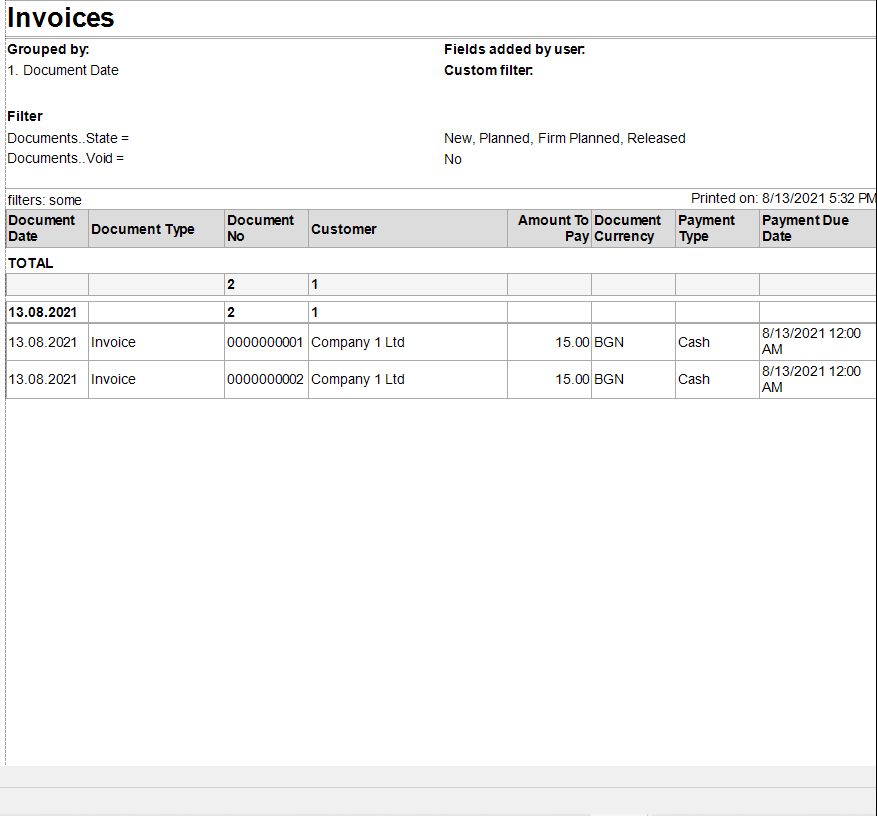 Invoices
Grouped by: Fields added by user:
1. Document Date Custom filter:
Filter
Documents..State = New, Planned, Firm Planned, Released
Documents..Void = No
filters: some Printed on: 8/13/2021 5:32 PM
Document Date Document Type Document No Customer Amount To Pay Document Currency Payment Type Payment Due Date
TOTAL
2 1
13.08.2021 2 1
13.08.2021 Invoice 0000000001 Company 1 Ltd 15.00 BGN Cash 8/13/2021 12:00 AM
13.08.2021 Invoice 0000000002 Company 1 Ltd 15.00 BGN Cash 8/13/2021 12:00 AM